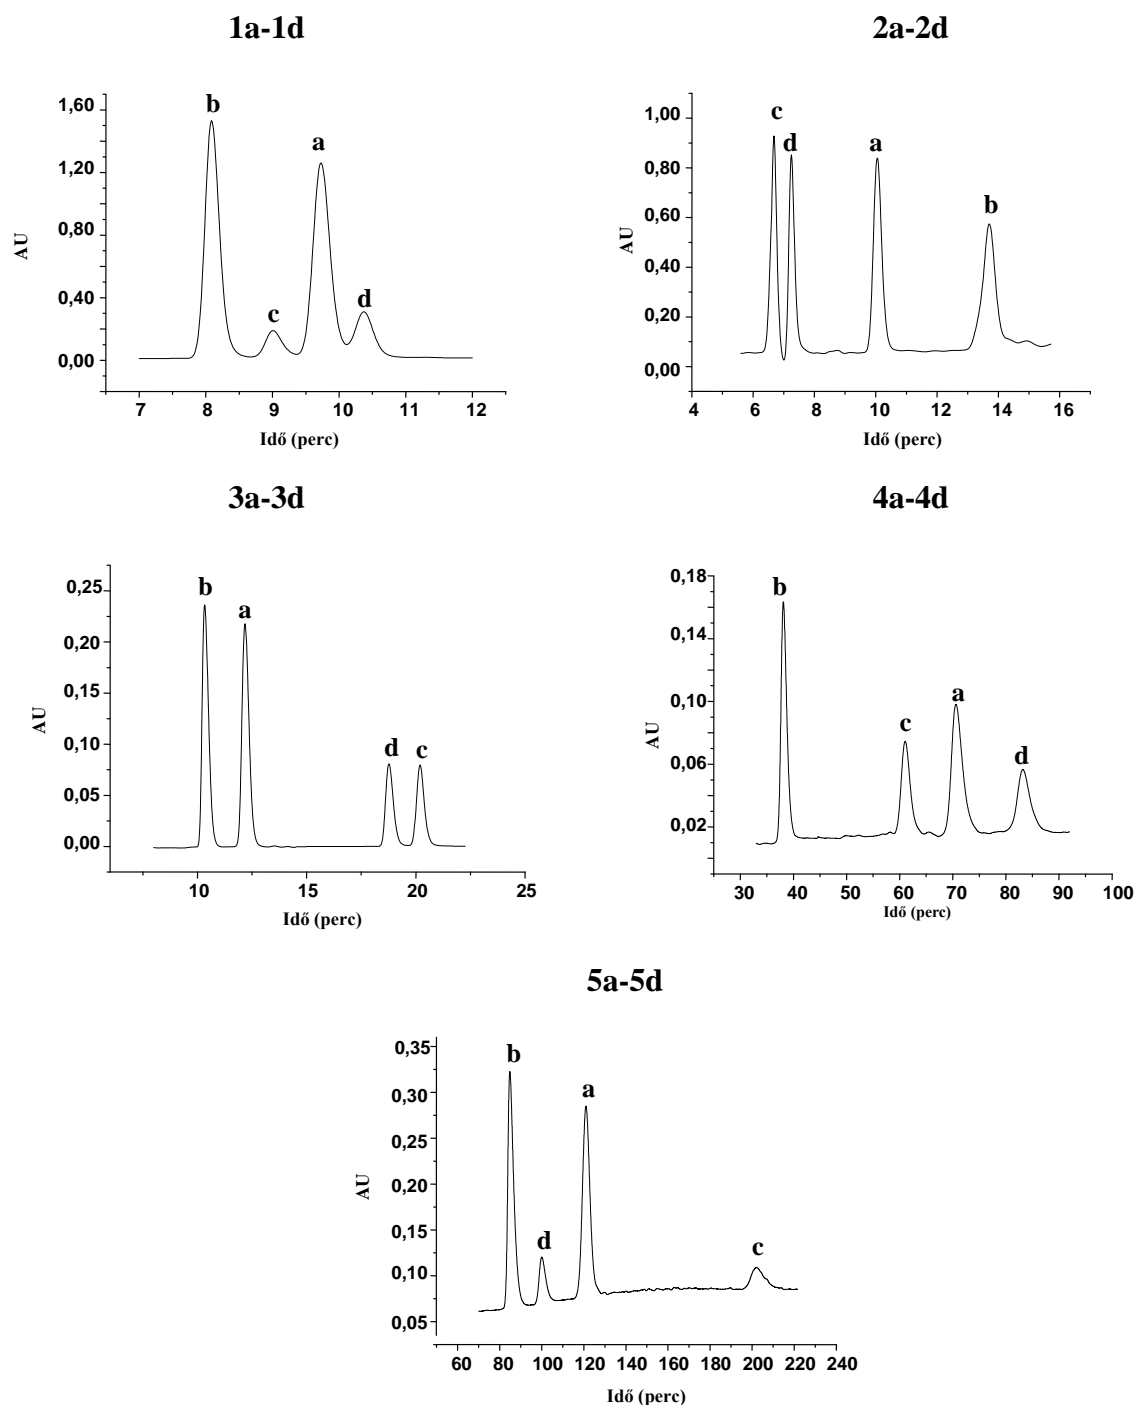 1a-1d
1,60
1,20
0,80
0,40
0,00
AU
b
c
a
d
7 8 9 10 11 12
Idő (perc)
2a-2d
1,00
0,80
0,60
0,40
0,20
0,00
AU
c
d
a
b
4 6 8 10 12 14 16
Idő (perc)
3a-3d
0,25
0,20
0,15
0,10
0,05
0,00
AU
b
a
d
c
10 15 20 25
Idő (perc)
4a-4d
0,18
0,14
0,10
0,06
0,02
AU
b
c
a
d
30 40 50 60 70 80 90 100
Idő (perc)
5a-5d
0,35
0,30
0,25
0,20
0,15
0,10
0,05
AU
b
d
a
c
60 80 100 120 140 160 180 200 220 240
Idő (perc)